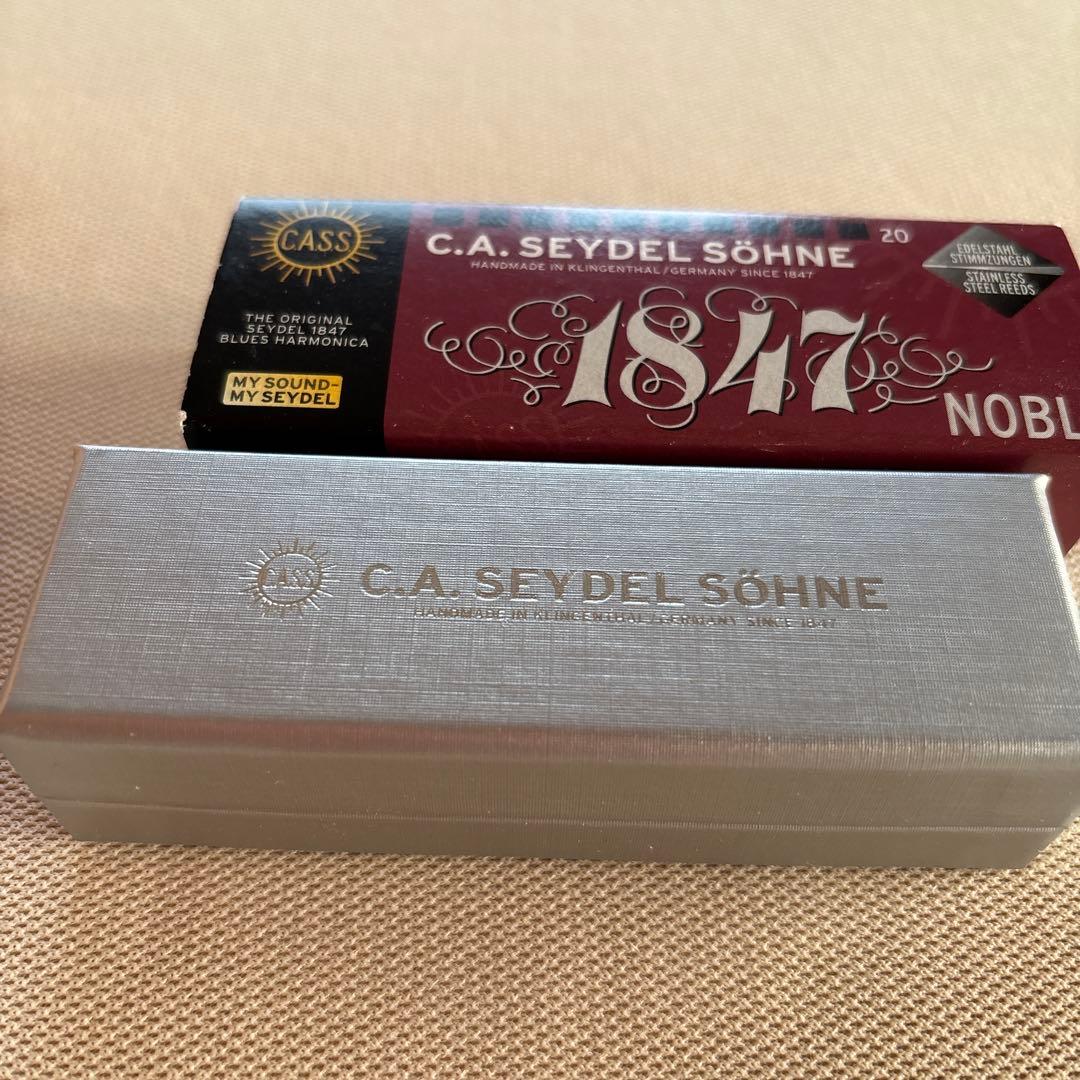 CASS
THE ORIGINAL
SEYDEL 1847
BLUES HARMONICA
MY SOUND-
MY SEYDEL
C.A. SEYDEL SÖHNE
HANDMADE IN KLINGENTHAL/GERMANY SINCE 1847
1847
NOBL
20
EDELSTAHL
STIMMZUNGEN
STAINLESS
STEEL REEDS
CASS
C.A. SEYDEL SÖHNE
HANDMADE IN KLINGENTHAL/GERMANY SINCE 1847